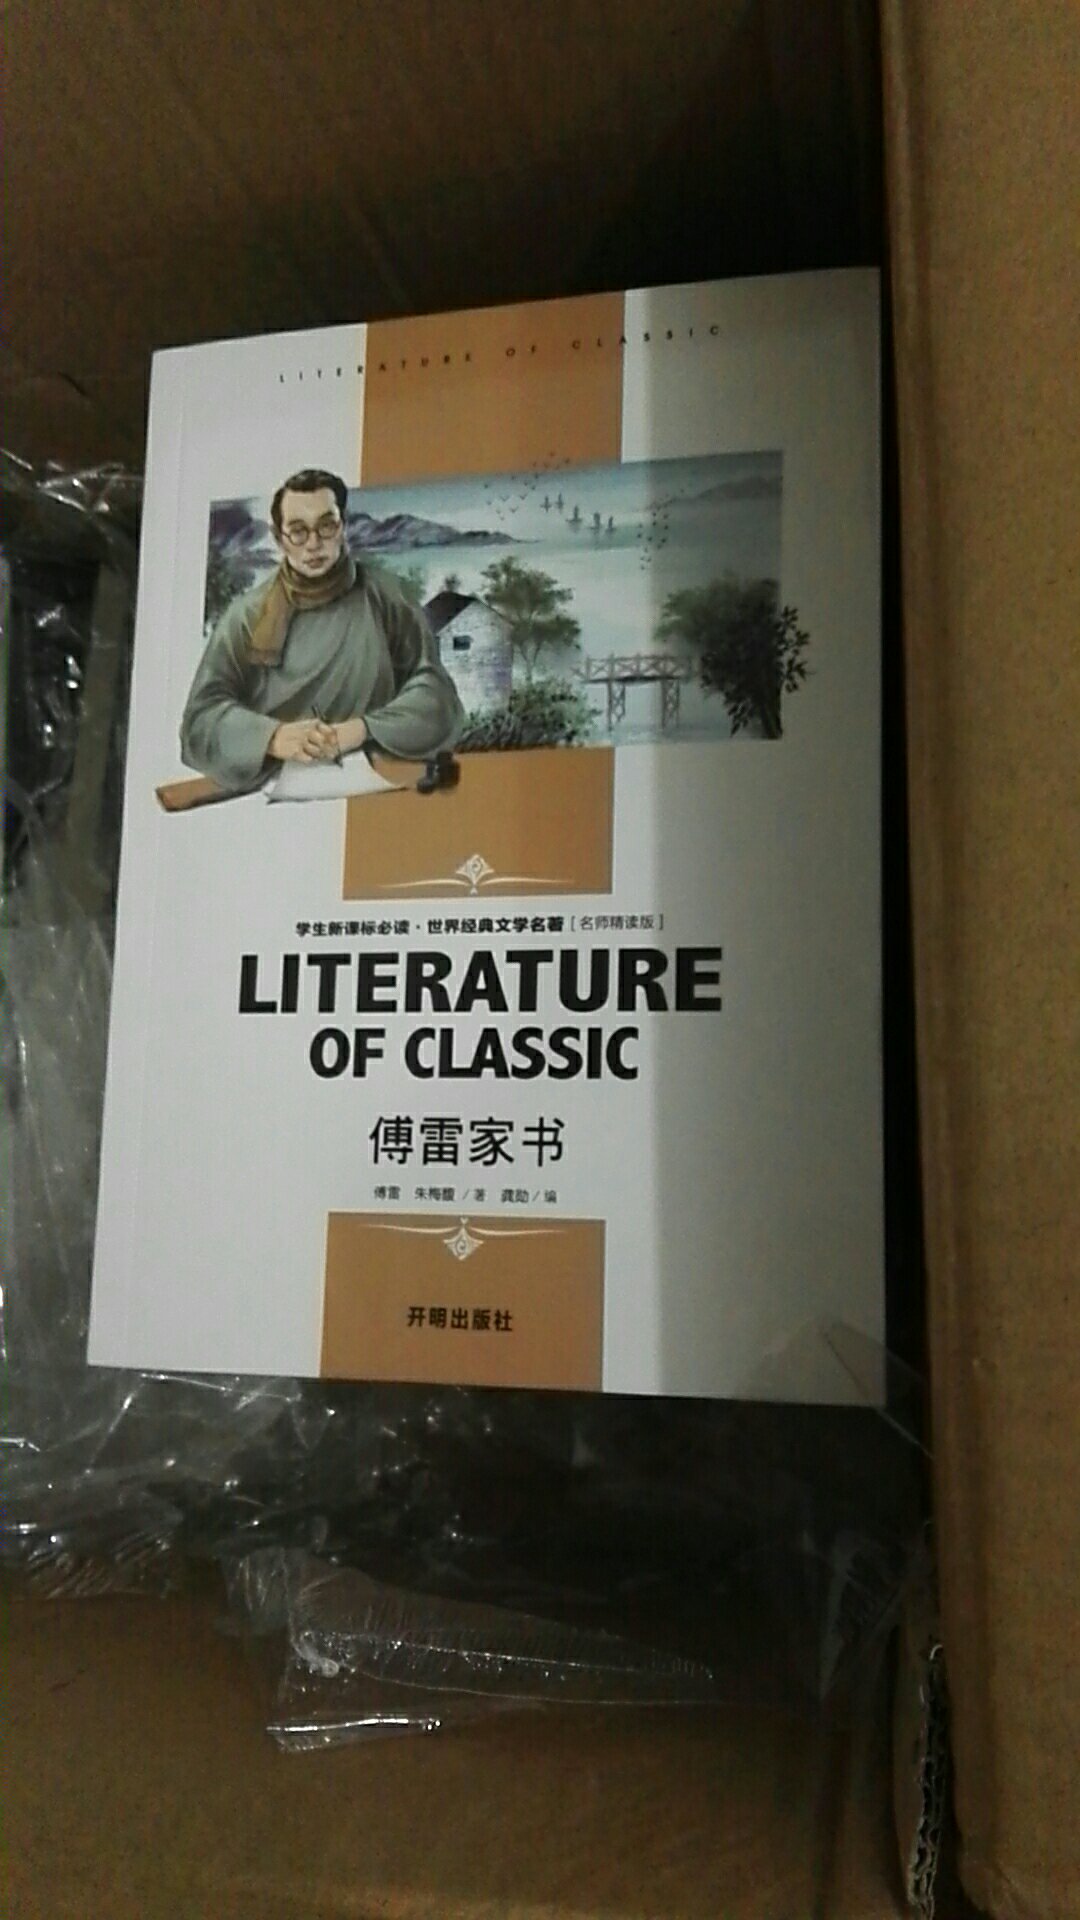 LITERATURE OF CLASSIC
学生新课标必读·世界经典文学名著[名师精读版]
LITERATURE
OF CLASSIC
傅雷家书
傅雷 朱梅馥/著 龚勋/编
开明出版社